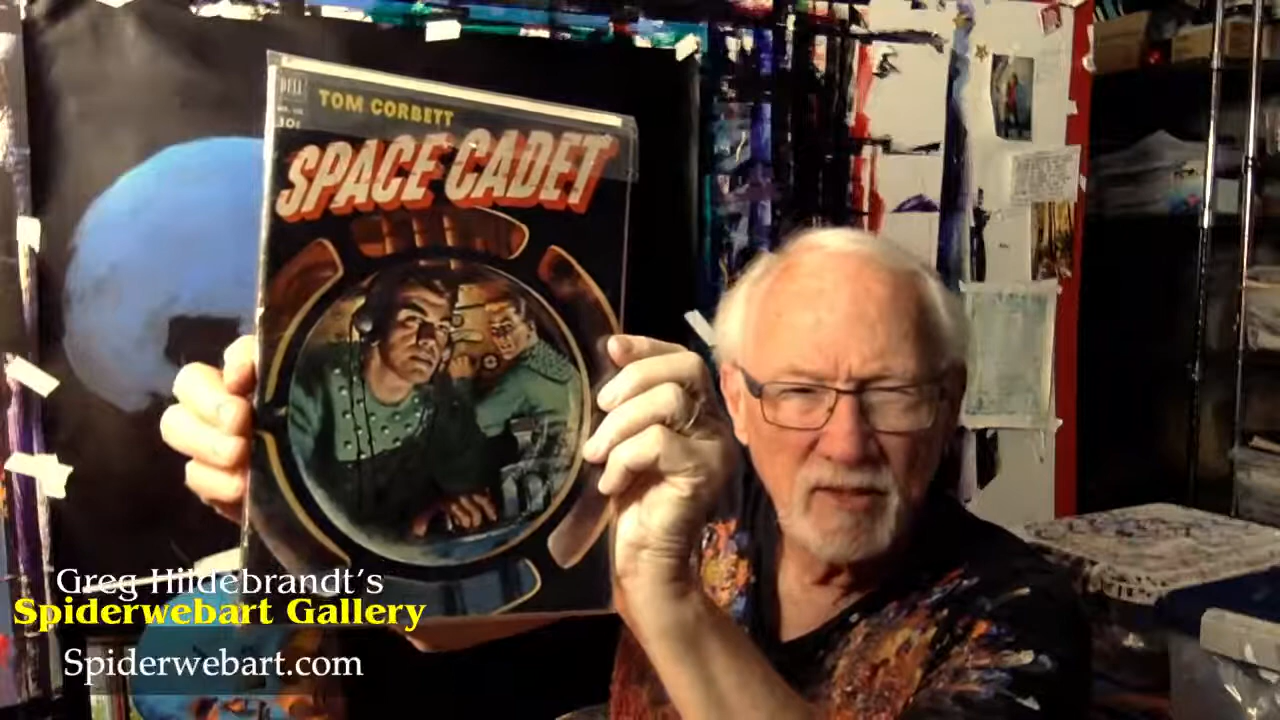 DELL
TOM CORBETT
10¢
SPACE CADET
Greg Hildebrandt's
Spiderwebart Gallery
Spiderwebart.com